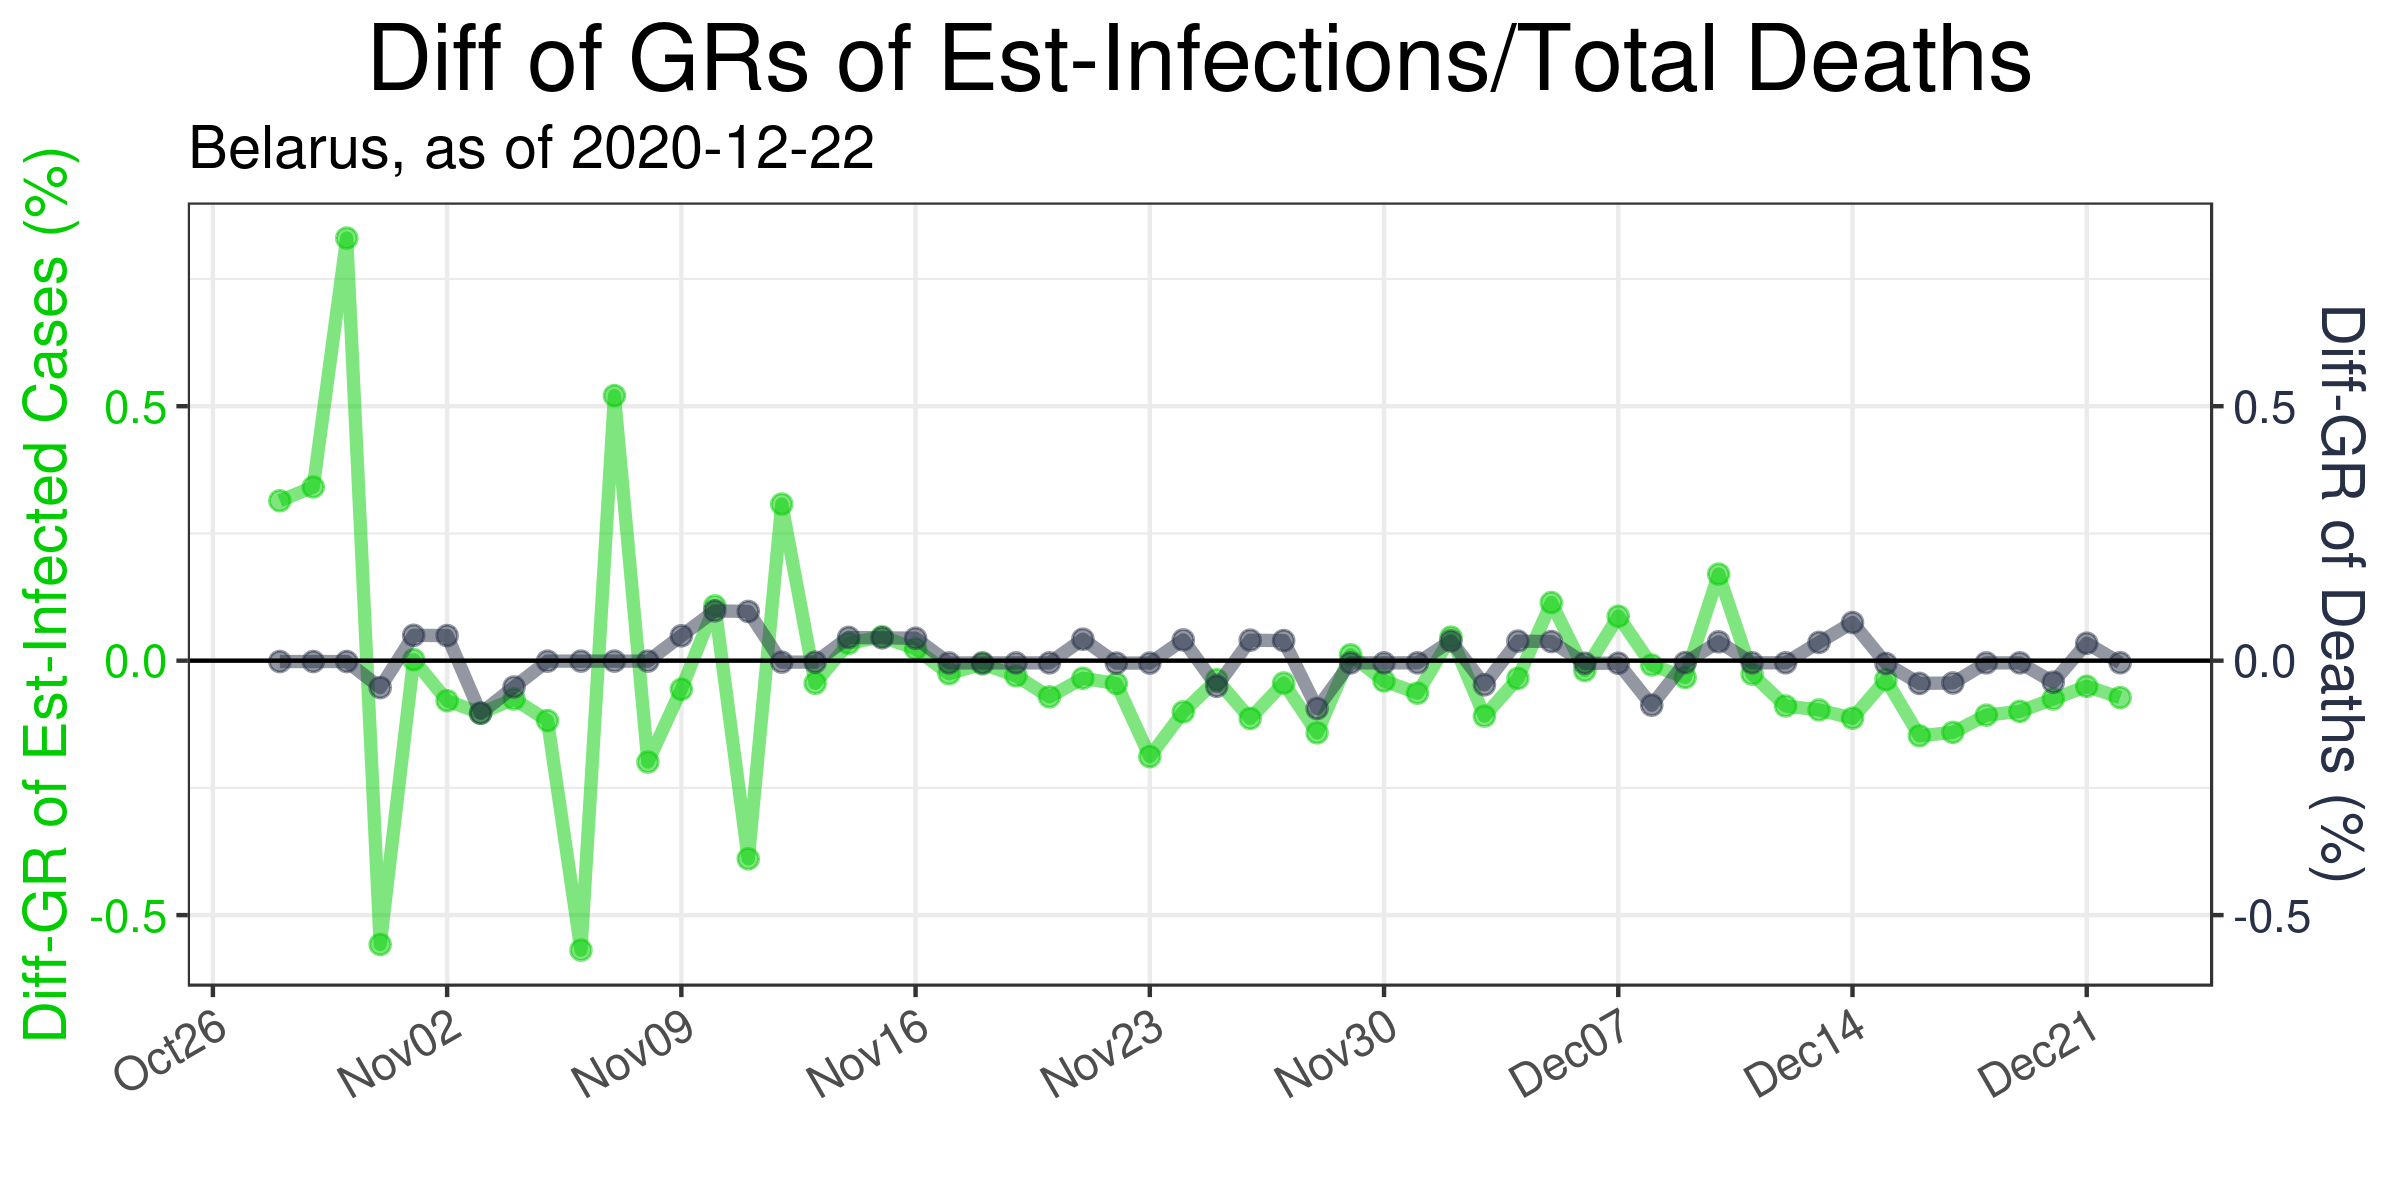 Diff of GRs of Est-Infections/Total Deaths
Belarus, as of 2020-12-22
Diff-GR of Est-Infected Cases (%)
0.5
0.0
-0.5
0.5
0.0
-0.5
Diff-GR of Deaths (%)
Oct26
Nov02
Nov09
Nov16
Nov23
Nov30
Dec07
Dec14
Dec21